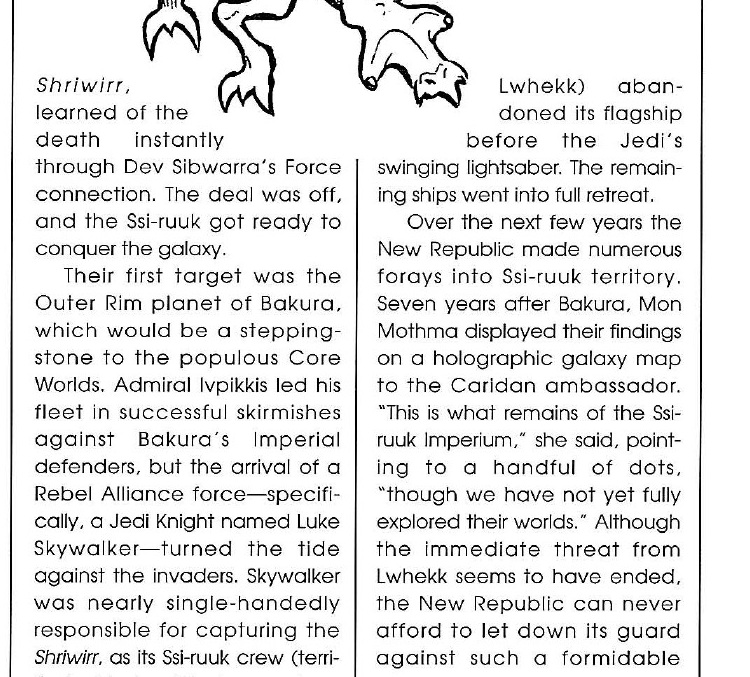 Shriwirr,
learned of the
death instantly
through Dev Sibwarra's Force
connection. The deal was off,
and the Ssi-ruuk got ready to
conquer the galaxy.
Their first target was the
Outer Rim planet of Bakura,
which would be a stepping-
stone to the populous Core
Worlds. Admiral Ivpikkis led his
fleet in successful skirmishes
against Bakura's Imperial
defenders, but the arrival of a
Rebel Alliance force—specifi-
cally, a Jedi Knight named Luke
Skywalker—turned the tide
against the invaders. Skywalker
was nearly single-handedly
responsible for capturing the
Shriwirr, as its Ssi-ruuk crew (terri-
Lwhekk) aban-
doned its flagship
before the Jedi's
swinging lightsaber. The remain-
ing ships went into full retreat.
Over the next few years the
New Republic made numerous
forays into Ssi-ruuk territory.
Seven years after Bakura, Mon
Mothma displayed their findings
on a holographic galaxy map
to the Caridan ambassador.
"This is what remains of the Ssi-
ruuk Imperium," she said, point-
ing to a handful of dots,
"though we have not yet fully
explored their worlds." Although
the immediate threat from
Lwhekk seems to have ended,
the New Republic can never
afford to let down its guard
against such a formidable